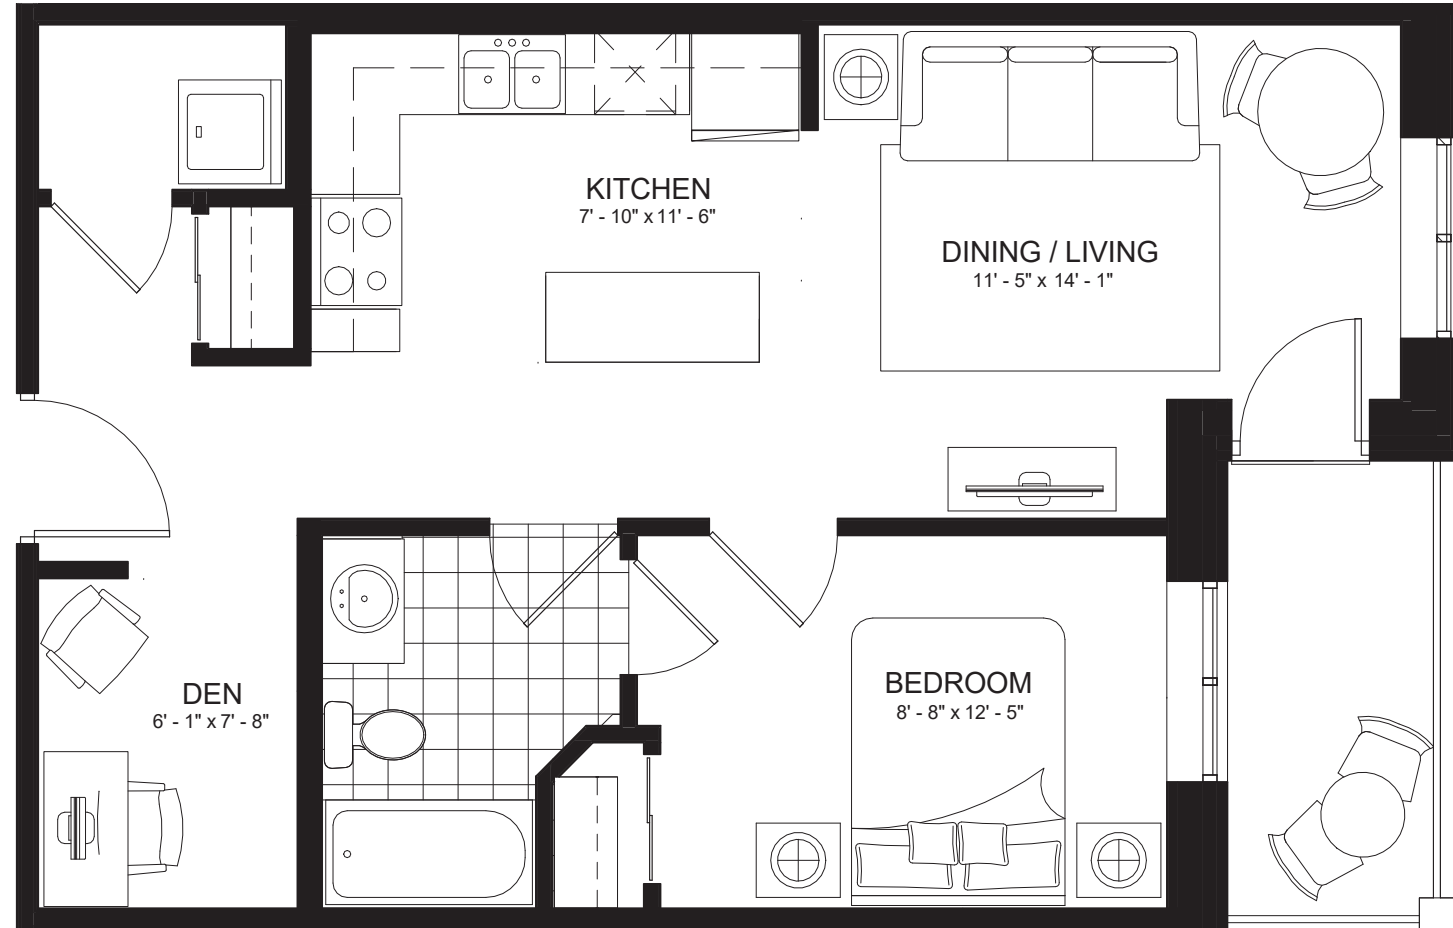 KITCHEN
7' - 10" x 11' - 6"
DINING / LIVING
11' - 5" x 14' - 1"
DEN
6' - 1" x 7' - 8"
BEDROOM
8' - 8" x 12' - 5"